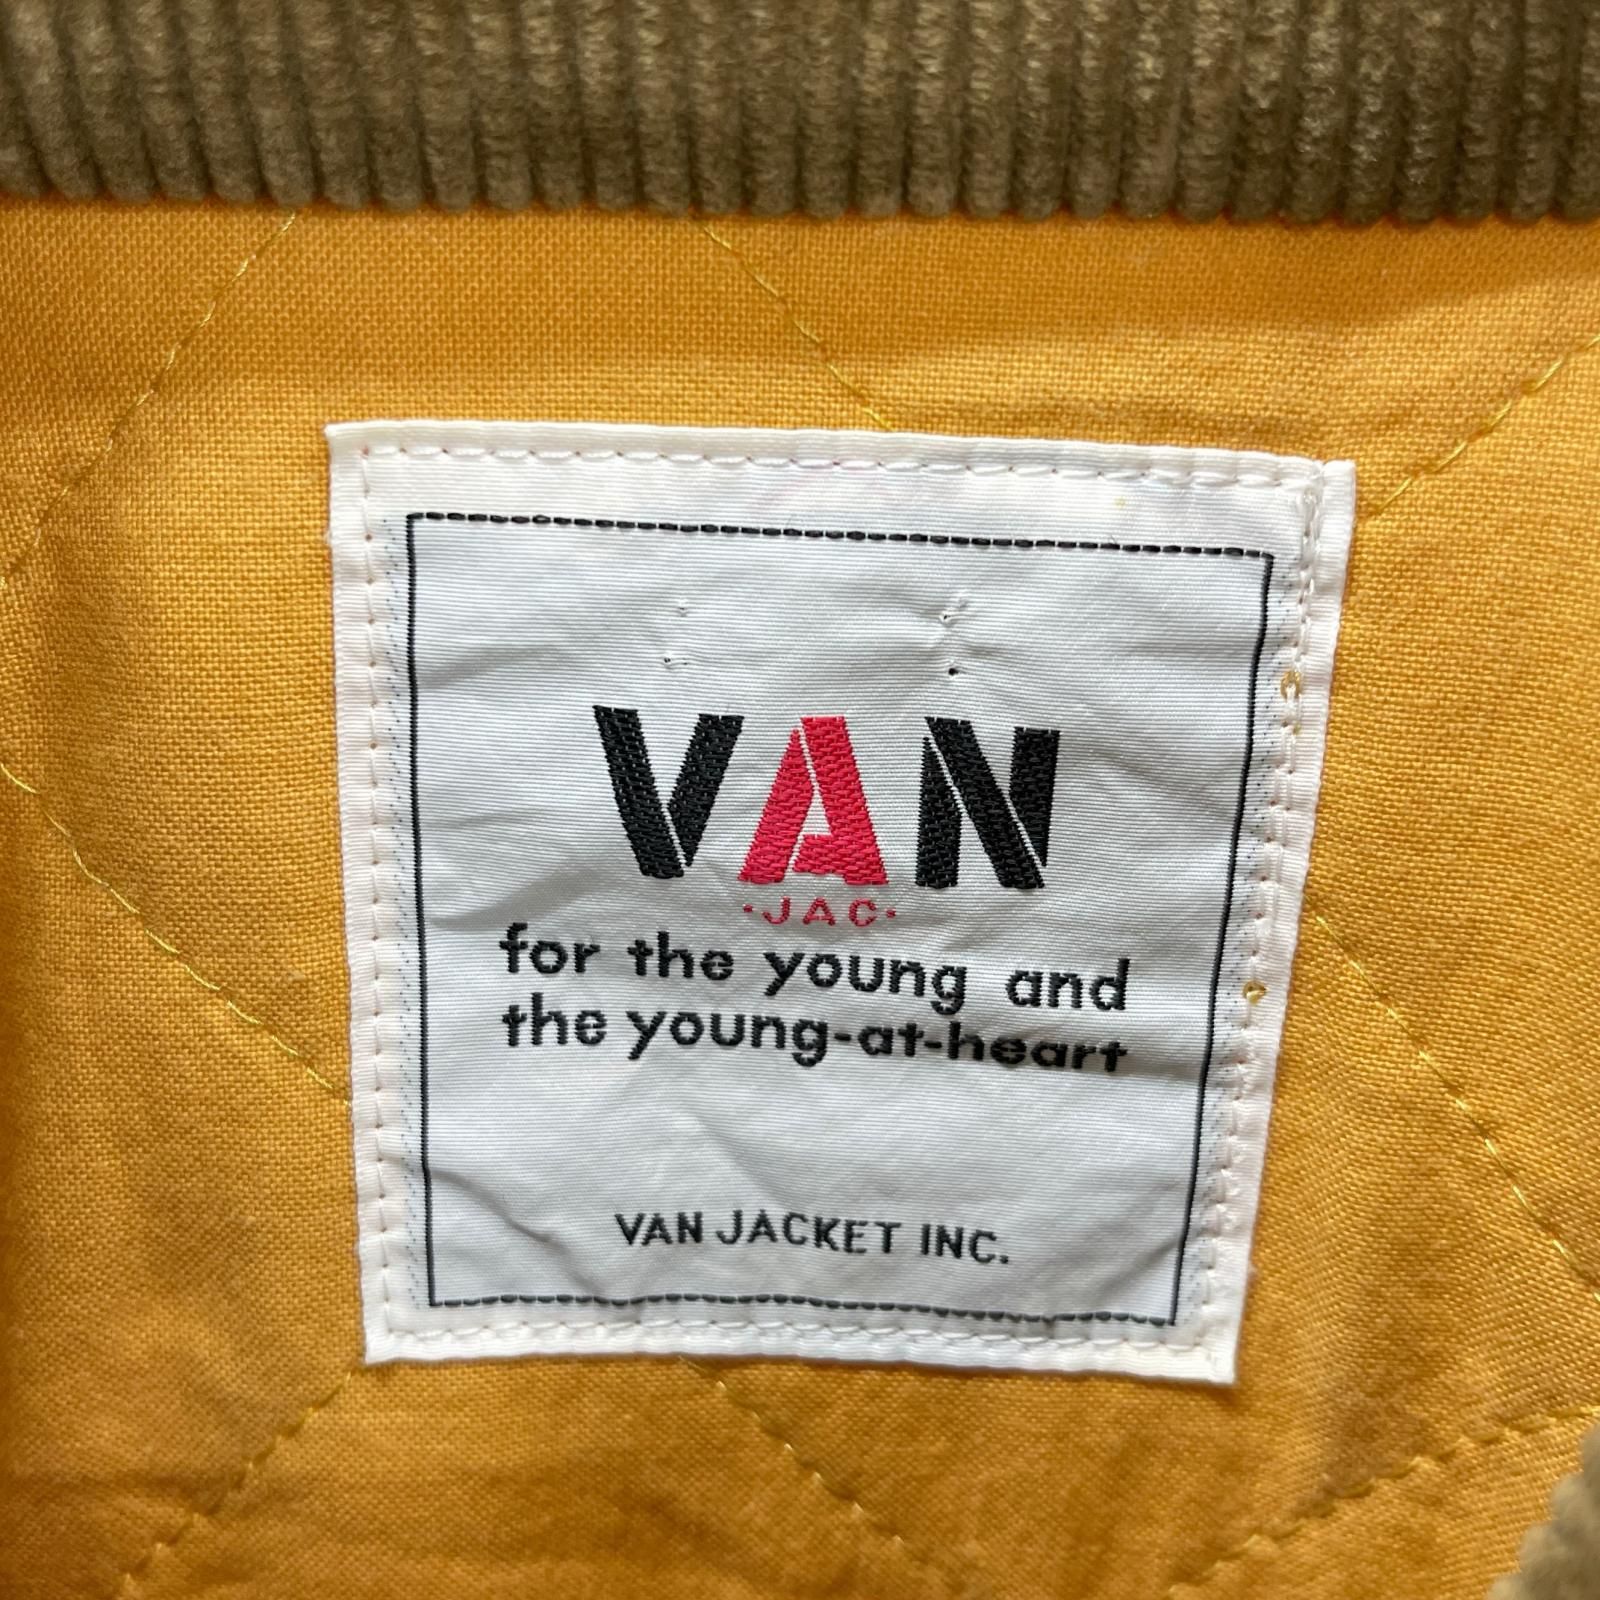 VAN
·JAC·
for the young and
the young-at-heart
VAN JACKET INC.